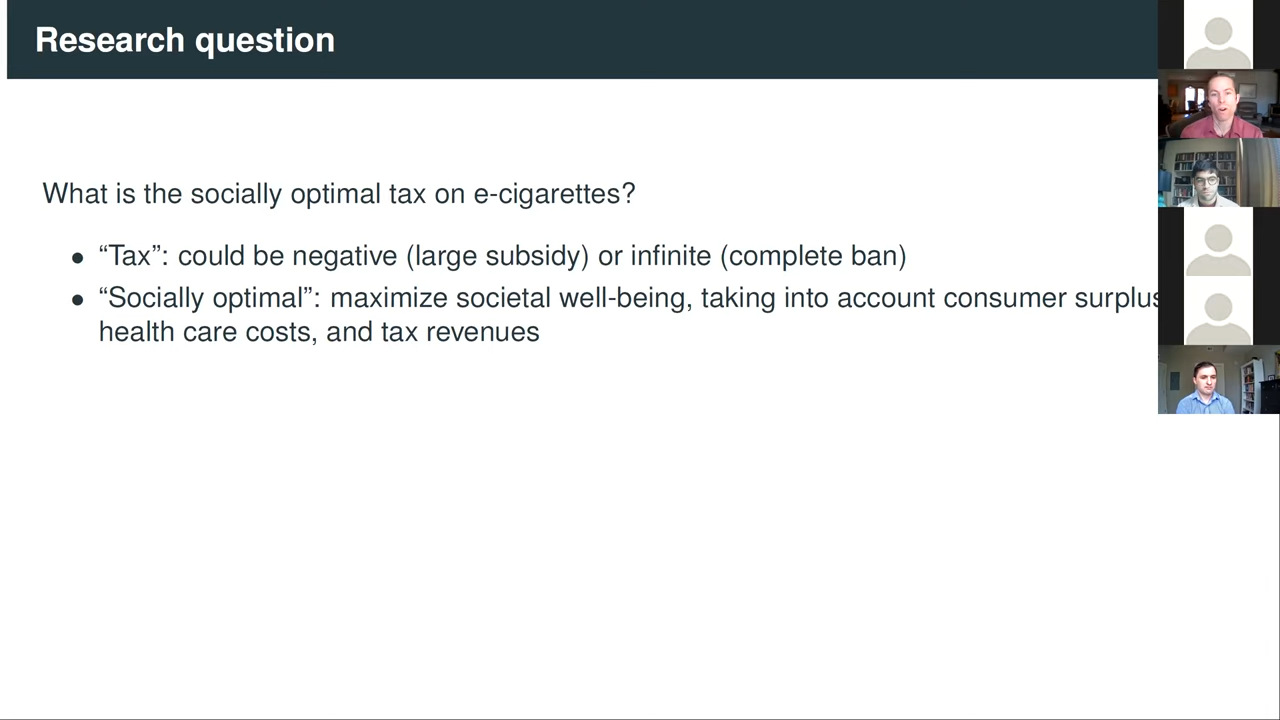 Research question
What is the socially optimal tax on e-cigarettes?
• “Tax”: could be negative (large subsidy) or infinite (complete ban)
• “Socially optimal”: maximize societal well-being, taking into account consumer surplus
health care costs, and tax revenues